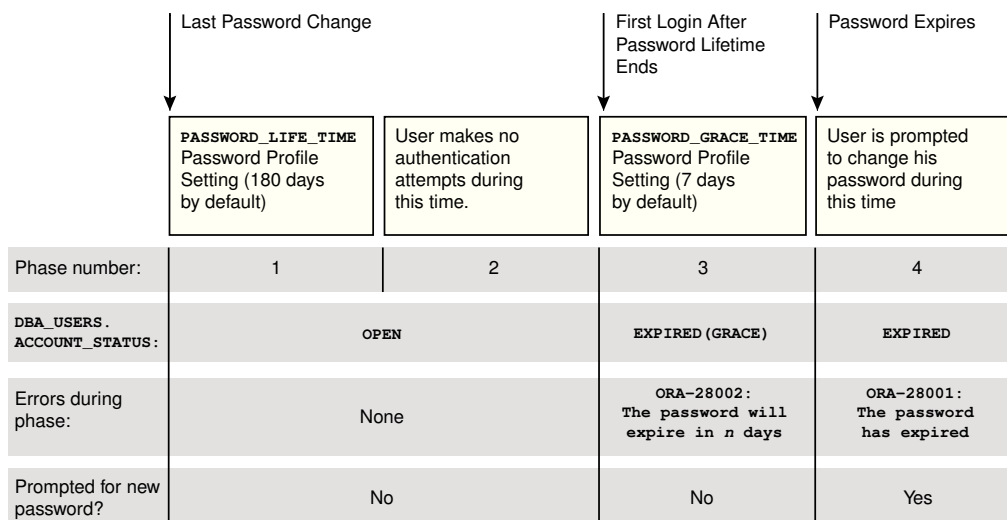 Last Password Change
First Login After
Password Lifetime
Ends
Password Expires
PASSWORD_LIFE_TIME
Password Profile
Setting (180 days
by default)
User makes no
authentication
attempts during
this time.
PASSWORD_GRACE_TIME
Password Profile
Setting (7 days
by default)
User is prompted
to change his
password during
this time
Phase number:
1
2
3
4
DBA_USERS.
ACCOUNT_STATUS:
OPEN
EXPIRED(GRACE)
EXPIRED
Errors during
phase:
None
ORA-28002:
The password will
expire in n days
ORA-28001:
The password
has expired
Prompted for new
password?
No
No
Yes